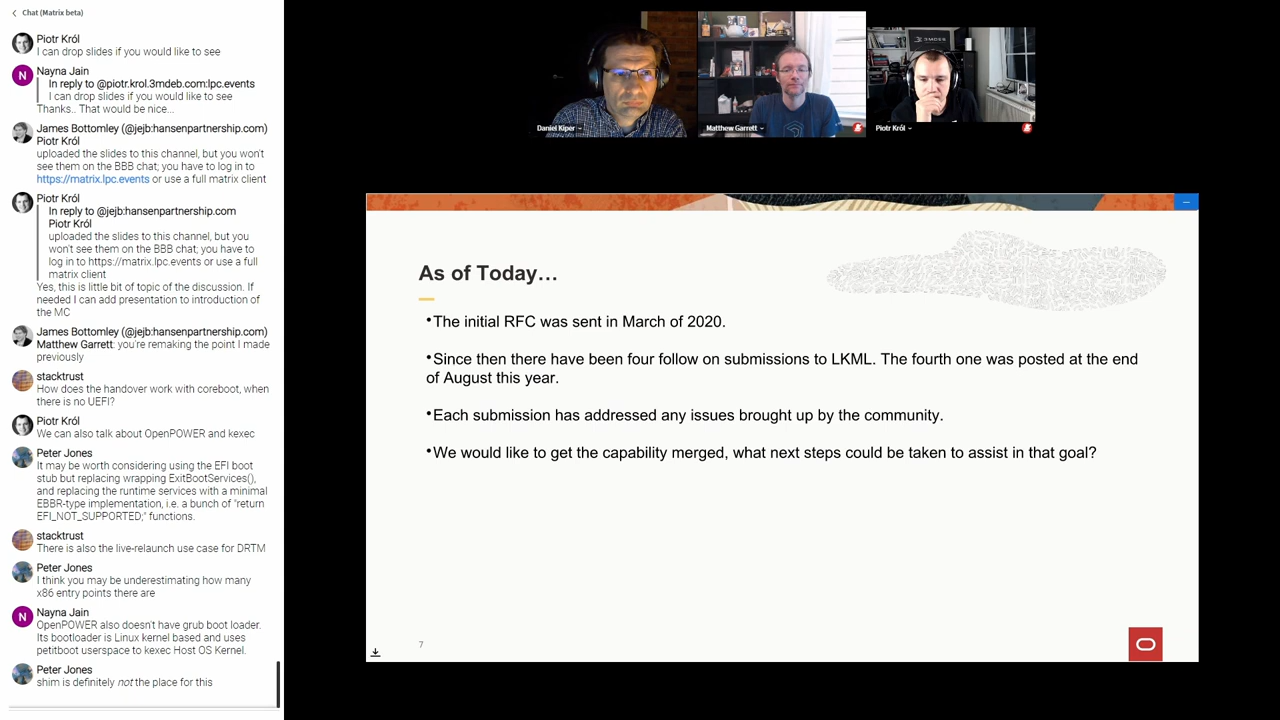 Chat (Matrix beta)
Piotr Król
I can drop slides if you would like to see
N
Nayna Jain
In reply to @piotr.krol.3mdeb.com:lpc.events
I can drop slides if you would like to see
Thanks.. That would be nice...
James Bottomley (@jejb:hansenpartnership.com)
Piotr Król
uploaded the slides to this channel, but you won't
see them on the BBB chat; you have to log in to
https://matrix.lpc.events or use a full matrix client
Piotr Król
In reply to @jejb:hansenpartnership.com
Piotr Król
uploaded the slides to this channel, but you
won't see them on the BBB chat; you have to
log in to https://matrix.lpc.events or use a full
matrix client
Yes, this is little bit of topic of the discussion. If
needed I can add presentation to introduction of
the MC
James Bottomley (@jejb:hansenpartnership.com)
Matthew Garrett: you're remaking the point I made
previously
stacktrust
How does the handover work with coreboot, when
there is no UEFI?
Piotr Król
We can also talk about OpenPOWER and kexec
Peter Jones
It may be worth considering using the EFI boot
stub but replacing wrapping ExitBootServices(),
and replacing the runtime services with a minimal
EBBR-type implementation, i.e. a bunch of "return
EFI_NOT_SUPPORTED;" functions.
stacktrust
There is also the live-relaunch use case for DRTM
Peter Jones
I think you may be underestimating how many
x86 entry points there are
N
Nayna Jain
OpenPOWER also doesn't have grub boot loader.
Its bootloader is Linux kernel based and uses
petitboot userspace to kexec Host OS Kernel.
Peter Jones
shim is definitely not the place for this
Daniel Kiper
Matthew Garrett
3MDEB
Piotr Król
As of Today…
•The initial RFC was sent in March of 2020.
•Since then there have been four follow on submissions to LKML. The fourth one was posted at the end
of August this year.
•Each submission has addressed any issues brought up by the community.
•We would like to get the capability merged, what next steps could be taken to assist in that goal?
7